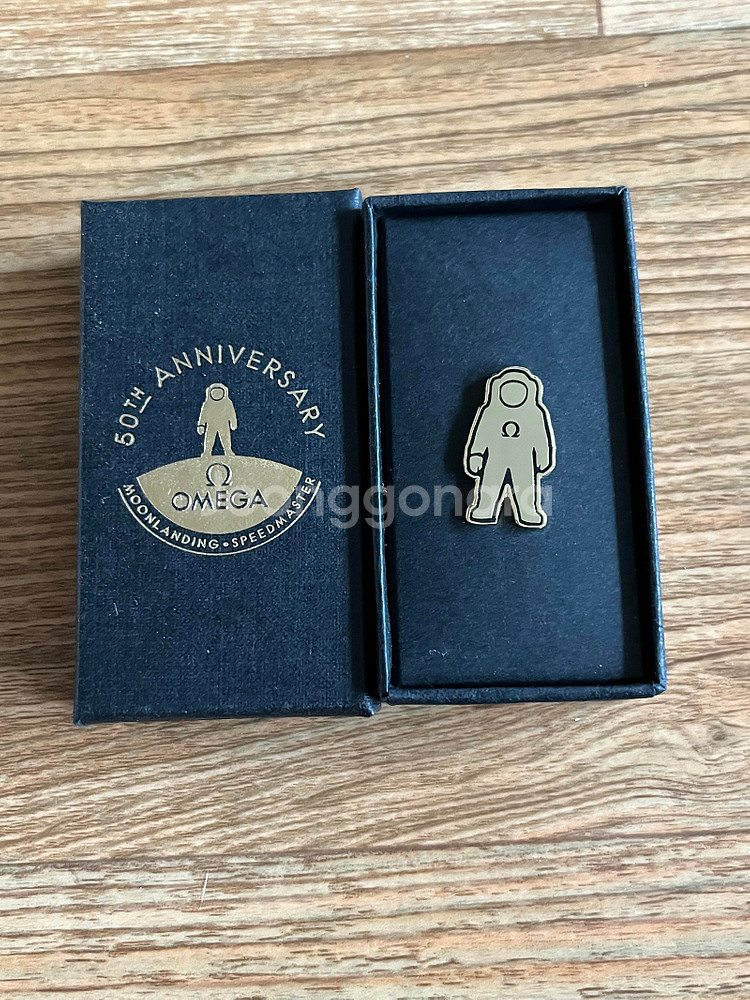 50TH ANNIVERSARY
Ω
OMEGA
MOONLANDING • SPEEDMASTER
Ω